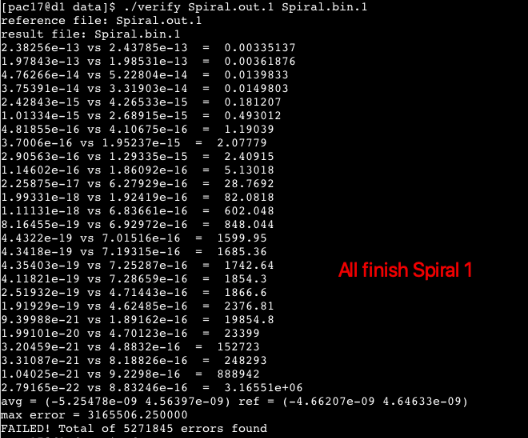 [pac17@d1 data]$ ./verify Spiral.out.1 Spiral.bin.1
reference file: Spiral.out.1
result file: Spiral.bin.1
2.38256e-13 vs 2.43785e-13 = 0.00335137
1.97843e-13 vs 1.98531e-13 = 0.00361876
4.76266e-14 vs 5.22804e-14 = 0.0139833
3.75391e-14 vs 3.31903e-14 = 0.0149803
2.42843e-15 vs 4.26533e-15 = 0.181207
1.01334e-15 vs 2.68915e-15 = 0.493012
4.81855e-16 vs 4.10675e-16 = 1.19039
3.7006e-16 vs 1.95237e-15 = 2.07779
2.90563e-16 vs 1.29335e-15 = 2.40915
1.14602e-16 vs 1.86092e-16 = 5.13018
2.25875e-17 vs 6.27929e-16 = 28.7692
1.99331e-18 vs 1.92419e-16 = 82.0818
1.11131e-18 vs 6.83661e-16 = 602.048
8.16455e-19 vs 6.92972e-16 = 848.044
4.4322e-19 vs 7.01516e-16 = 1599.95
4.3418e-19 vs 7.19315e-16 = 1685.36
4.35403e-19 vs 7.25287e-16 = 1742.64
4.11821e-19 vs 7.28659e-16 = 1854.3
2.51932e-19 vs 4.71443e-16 = 1866.6
1.91929e-19 vs 4.62485e-16 = 2376.81
9.39988e-21 vs 1.89162e-16 = 19854.8
1.99101e-20 vs 4.70123e-16 = 23399
3.20459e-21 vs 4.8832e-16 = 152723
3.31087e-21 vs 8.18826e-16 = 248293
1.04025e-21 vs 9.2298e-16 = 888942
2.79165e-22 vs 8.83246e-16 = 3.16551e+06
avg = (-5.25478e-09 4.56397e-09) ref = (-4.66207e-09 4.64633e-09)
max error = 3165506.250000
FAILED! Total of 5271845 errors found
All finish Spiral 1